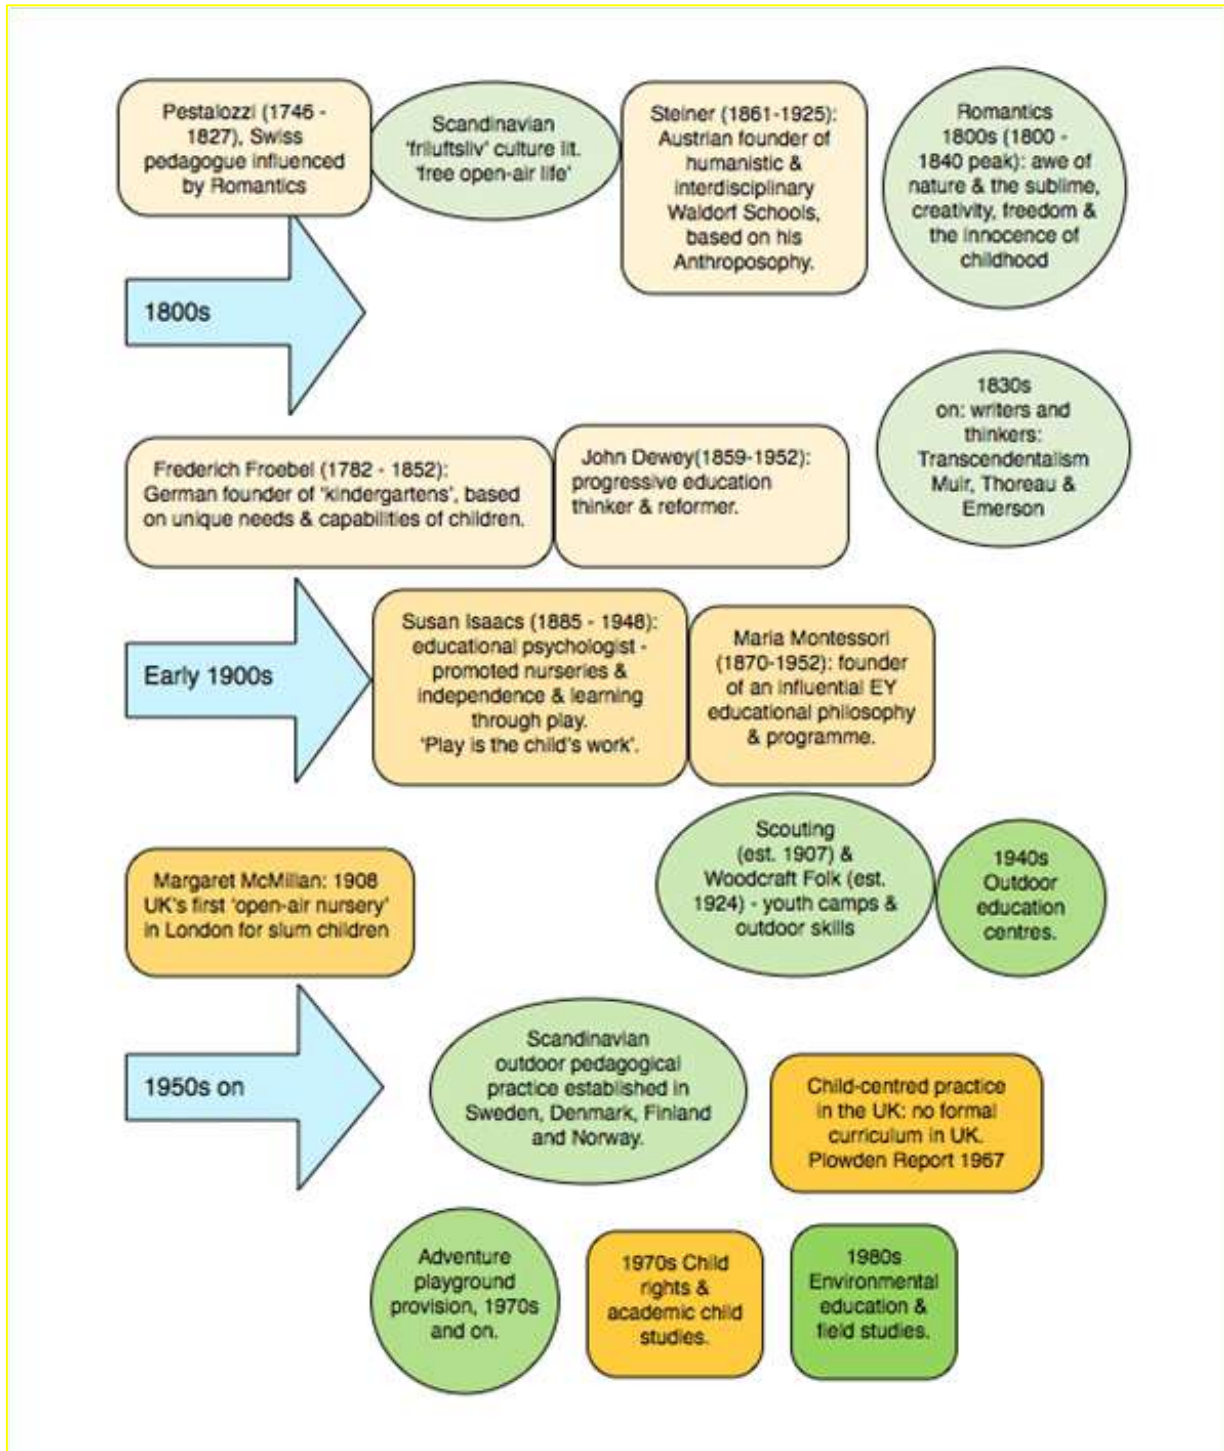 Pestalozzi (1746 -
1827), Swiss
pedagogue influenced
by Romantics
Scandinavian
'friluftsliv' culture lit.
'free open-air life'
Steiner (1861-1925):
Austrian founder of
humanistic &
interdisciplinary
Waldorf Schools,
based on his
Anthroposophy.
Romantics
1800s (1800 -
1840 peak): awe of
nature & the sublime,
creativity, freedom &
the innocence of
childhood
1800s
1830s
on: writers and
thinkers:
Transcendentalism
Muir, Thoreau &
Emerson
Frederich Froebel (1782 - 1852):
German founder of 'kindergartens', based
on unique needs & capabilities of children.
John Dewey(1859-1952):
progressive education
thinker & reformer.
Early 1900s
Susan Isaacs (1885 - 1948):
educational psychologist -
promoted nurseries &
independence & learning
through play.
'Play is the child's work'.
Maria Montessori
(1870-1952): founder
of an influential EY
educational philosophy
& programme.
Scouting
(est. 1907) &
Woodcraft Folk (est.
1924) - youth camps &
outdoor skills
1940s
Outdoor
education
centres.
Margaret McMillan: 1908
UK's first 'open-air nursery'
in London for slum children
1950s on
Scandinavian
outdoor pedagogical
practice established in
Sweden, Denmark, Finland
and Norway.
Child-centred practice
in the UK: no formal
curriculum in UK.
Plowden Report 1967
Adventure
playground
provision, 1970s
and on.
1970s Child
rights &
academic child
studies.
1980s
Environmental
education &
field studies.